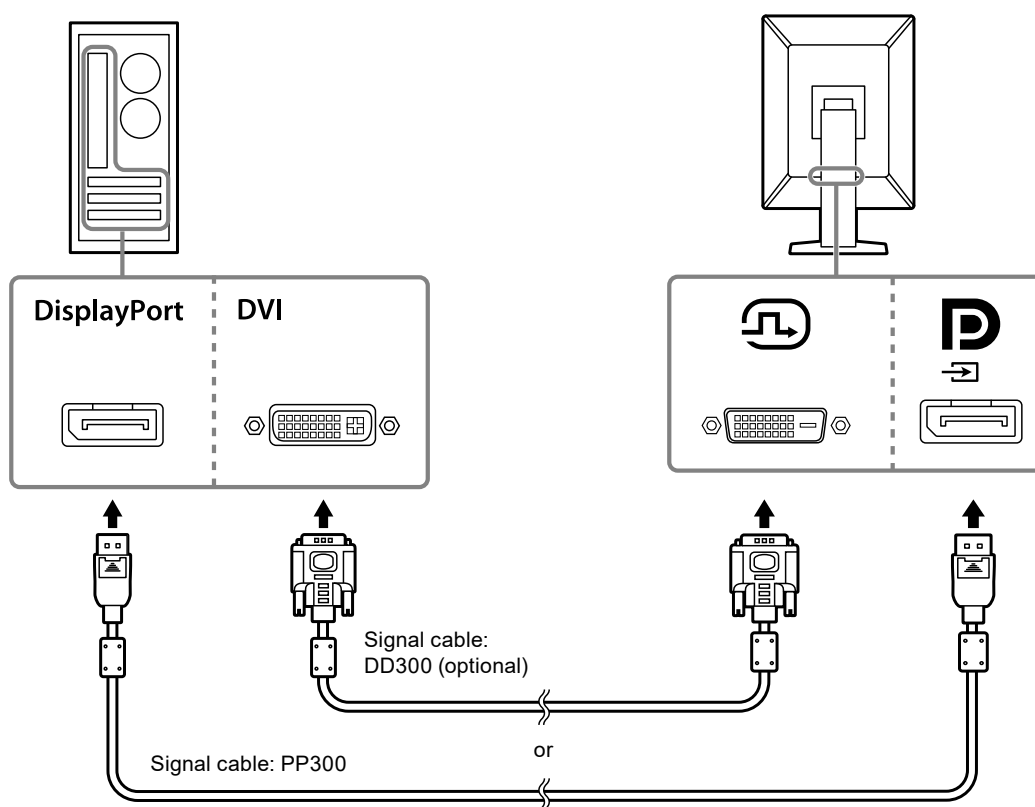 DisplayPort
DVI
Signal cable:
DD300 (optional)
or
Signal cable: PP300